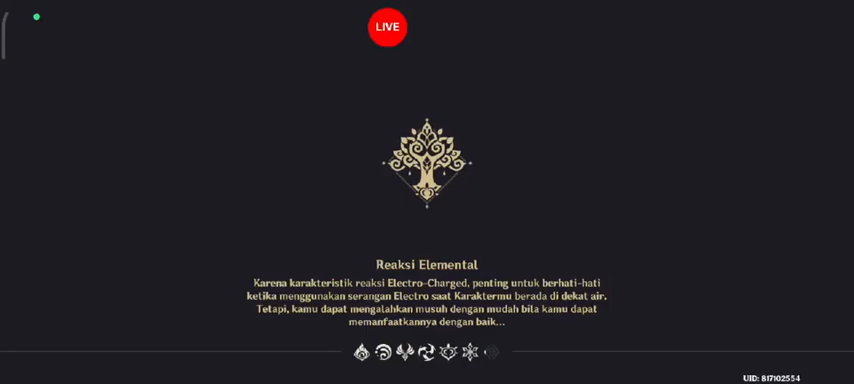 LIVE
Reaksi Elemental
Karena karakteristik reaksi Electro-Charged, penting untuk berhati-hati
ketika menggunakan serangan Electro saat Karaktermu berada di dekat air.
Tetapi, kamu dapat mengalahkan musuh dengan mudah bila kamu dapat
memanfaatkannya dengan baik...
UID: 817102554